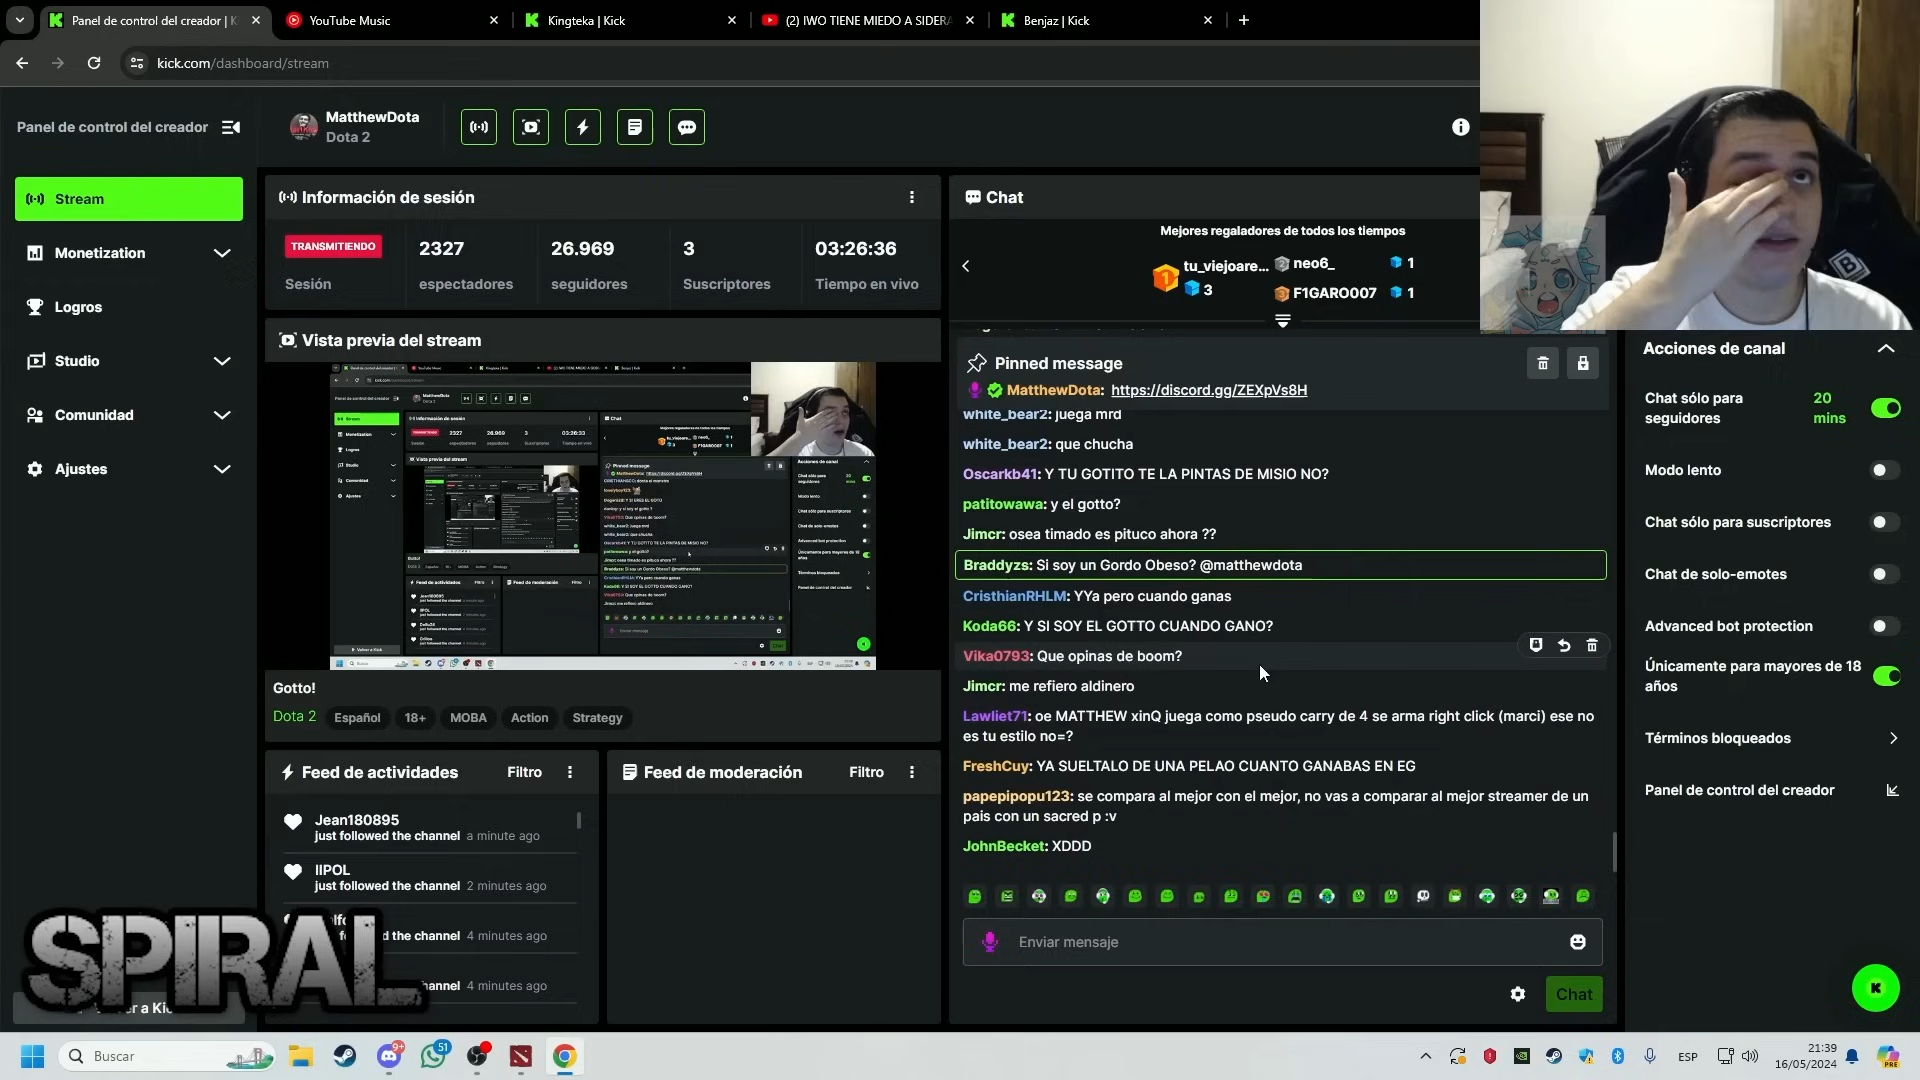 Panel de control del creador | K
YouTube Music
Kingteka | Kick
(2) IWO TIENE MIEDO A SIDERA
Benjaz | Kick
kick.com/dashboard/stream
Panel de control del creador
MatthewDota
Dota 2
Stream
Monetization
Logros
Studio
Comunidad
Ajustes
Información de sesión
TRANSMITIENDO
2327
26.969
3
03:26:36
Sesión
espectadores
seguidores
Suscriptores
Tiempo en vivo
Vista previa del stream
Gotto!
Dota 2
Español
18+
MOBA
Action
Strategy
Feed de actividades
Filtro
Jean180895
just followed the channel a minute ago
IIPOL
just followed the channel 2 minutes ago
d the channel 4 minutes ago
annel 4 minutes ago
Feed de moderación
Filtro
Chat
Mejores regaladores de todos los tiempos
tu_viejoare...
3
neo6_
1
F1GARO007
1
Pinned message
MatthewDota: https://discord.gg/ZEXpVs8H
white_bear2: juega mrd
white_bear2: que chucha
Oscarkb41: Y TU GOTITO TE LA PINTAS DE MISIO NO?
patitowawa: y el gotto?
Jimcr: osea timado es pituco ahora ??
Braddyzs: Si soy un Gordo Obeso? @matthewdota
CristhianRHLM: YYa pero cuando ganas
Koda66: Y SI SOY EL GOTTO CUANDO GANO?
Vika0793: Que opinas de boom?
Jimcr: me refiero aldinero
Lawliet71: oe MATTHEW xinQ juega como pseudo carry de 4 se arma right click (marci) ese no
es tu estilo no=?
FreshCuy: YA SUELTALO DE UNA PELAO CUANTO GANABAS EN EG
papepipopu123: se compara al mejor con el mejor, no vas a comparar al mejor streamer de un
pais con un sacred p :v
JohnBecket: XDDD
Enviar mensaje
Chat
Acciones de canal
Chat sólo para
seguidores
20
mins
Modo lento
Chat sólo para suscriptores
Chat de solo-emotes
Advanced bot protection
Únicamente para mayores de 18
años
Términos bloqueados
Panel de control del creador
SPIRAL
Buscar
9+
51
ESP
21:39
16/05/2024
PRE